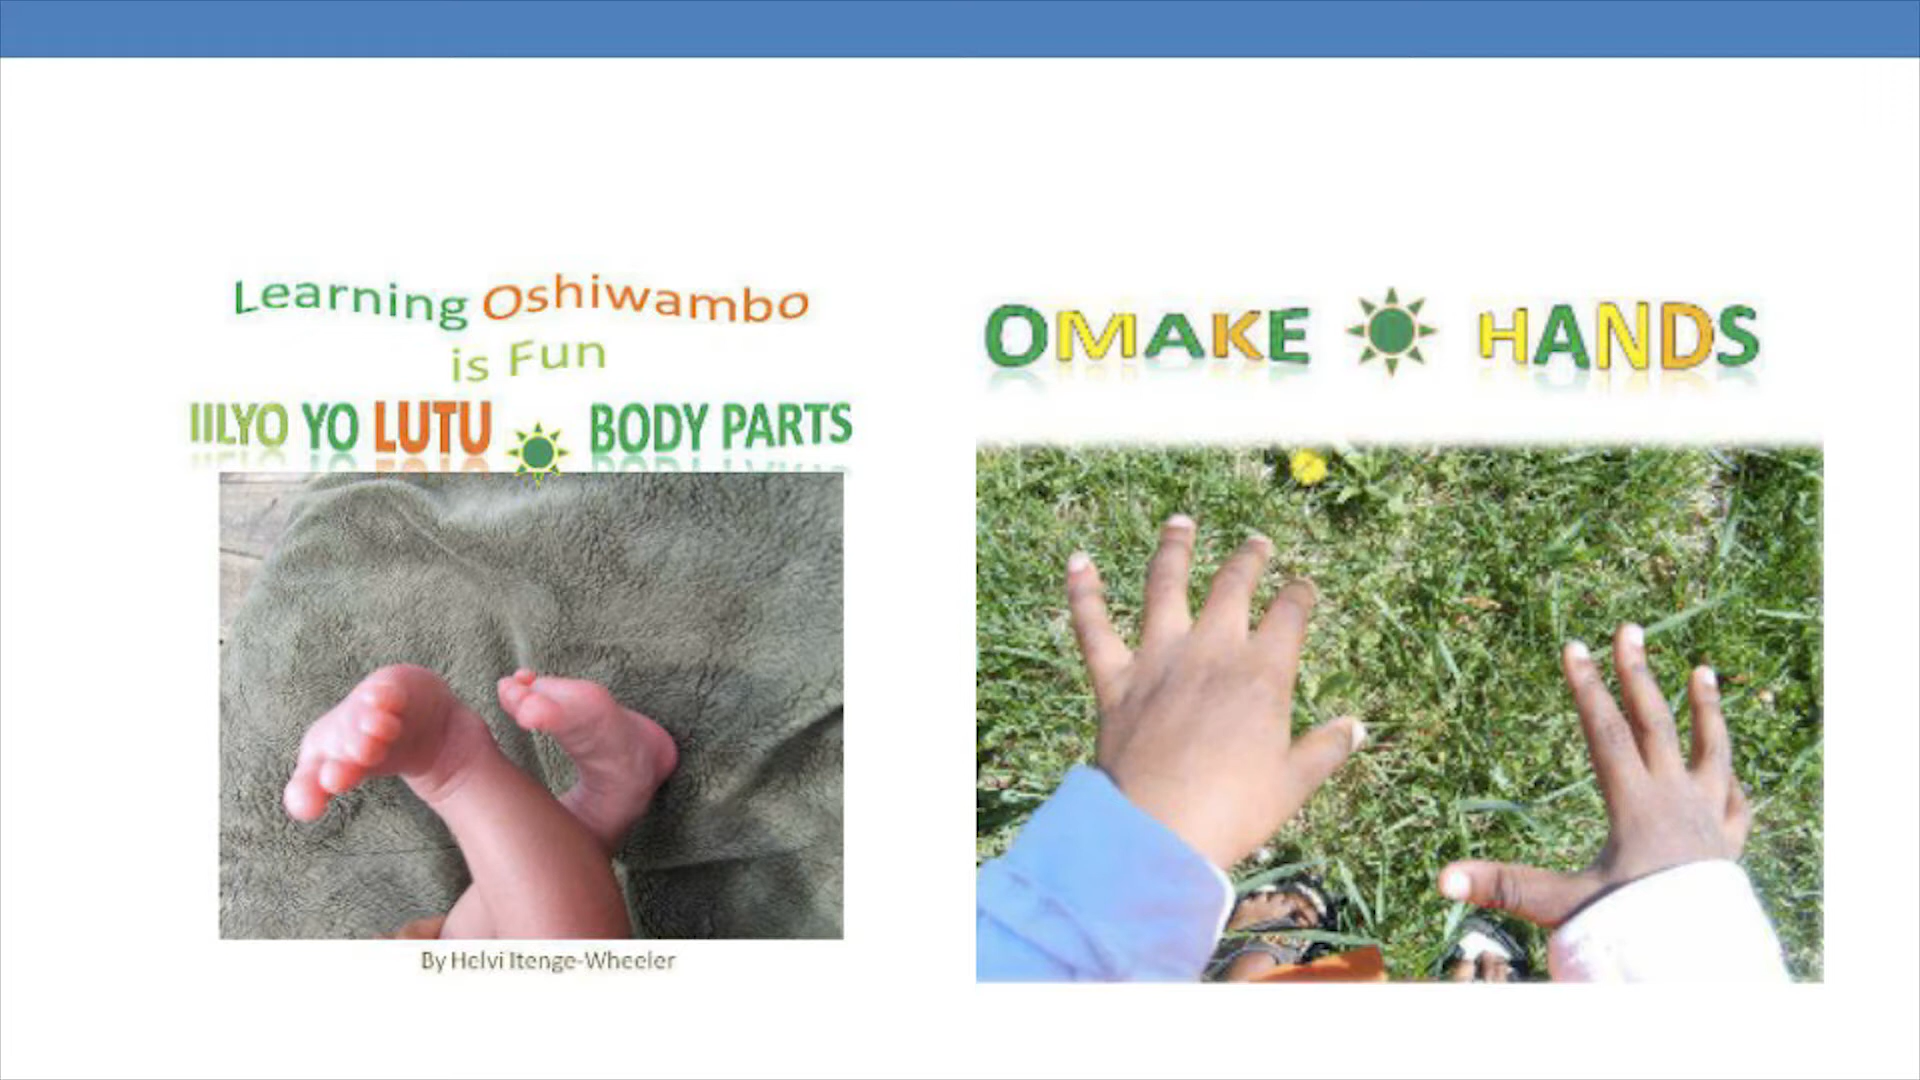 Learning Oshiwambo
is Fun
IILYO YO LUTU BODY PARTS
By Helvi Itenge-Wheeler
OMAKE HANDS